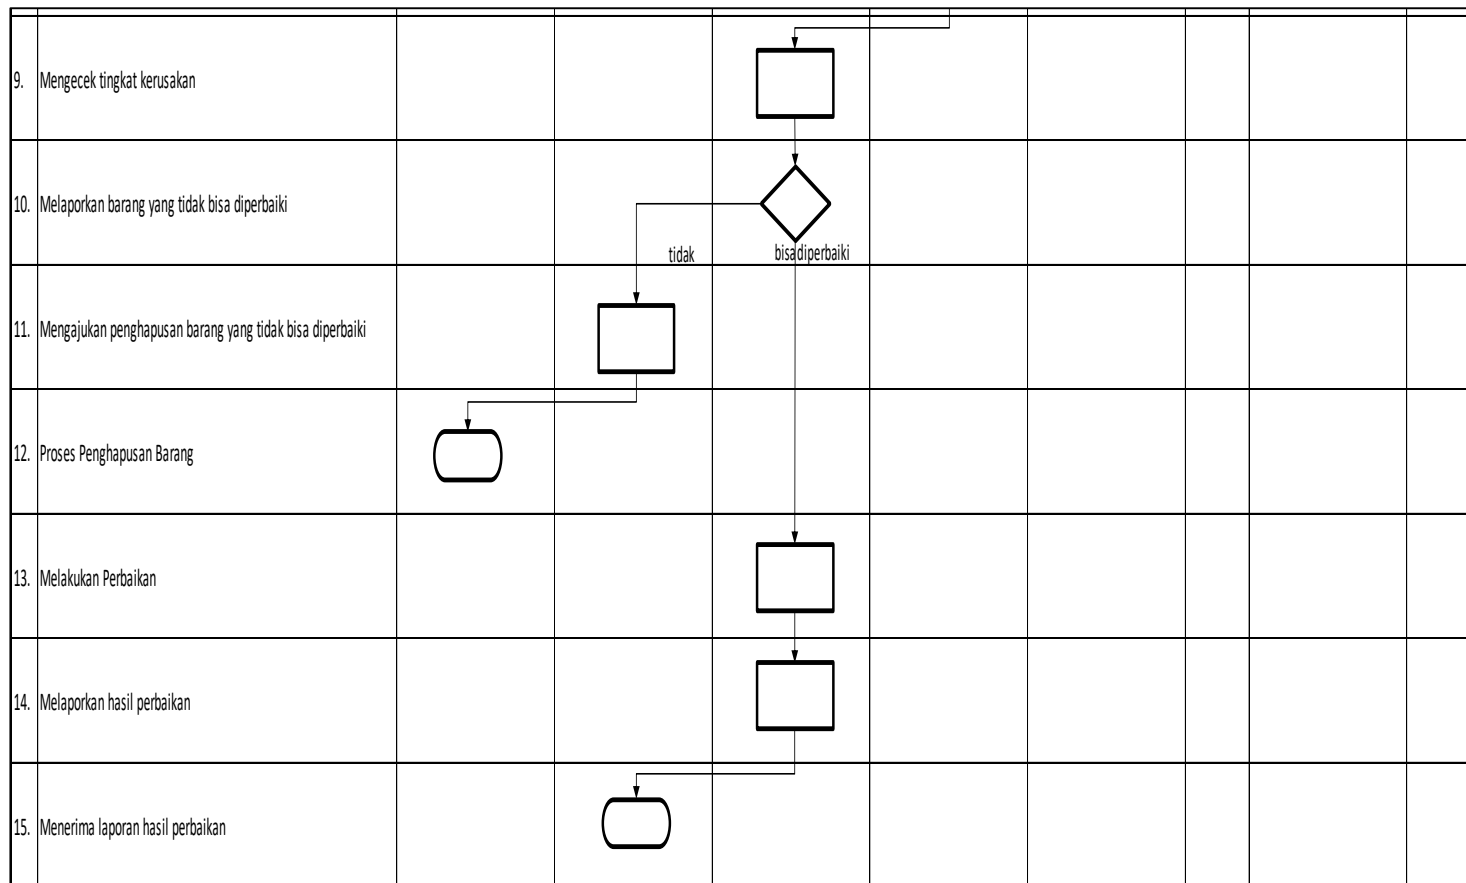 9. Mengecek tingkat kerusakan
10. Melaporkan barang yang tidak bisa diperbaiki
tidak
bisa diperbaiki
11. Mengajukan penghapusan barang yang tidak bisa diperbaiki
12. Proses Penghapusan Barang
13. Melakukan Perbaikan
14. Melaporkan hasil perbaikan
15. Menerima laporan hasil perbaikan